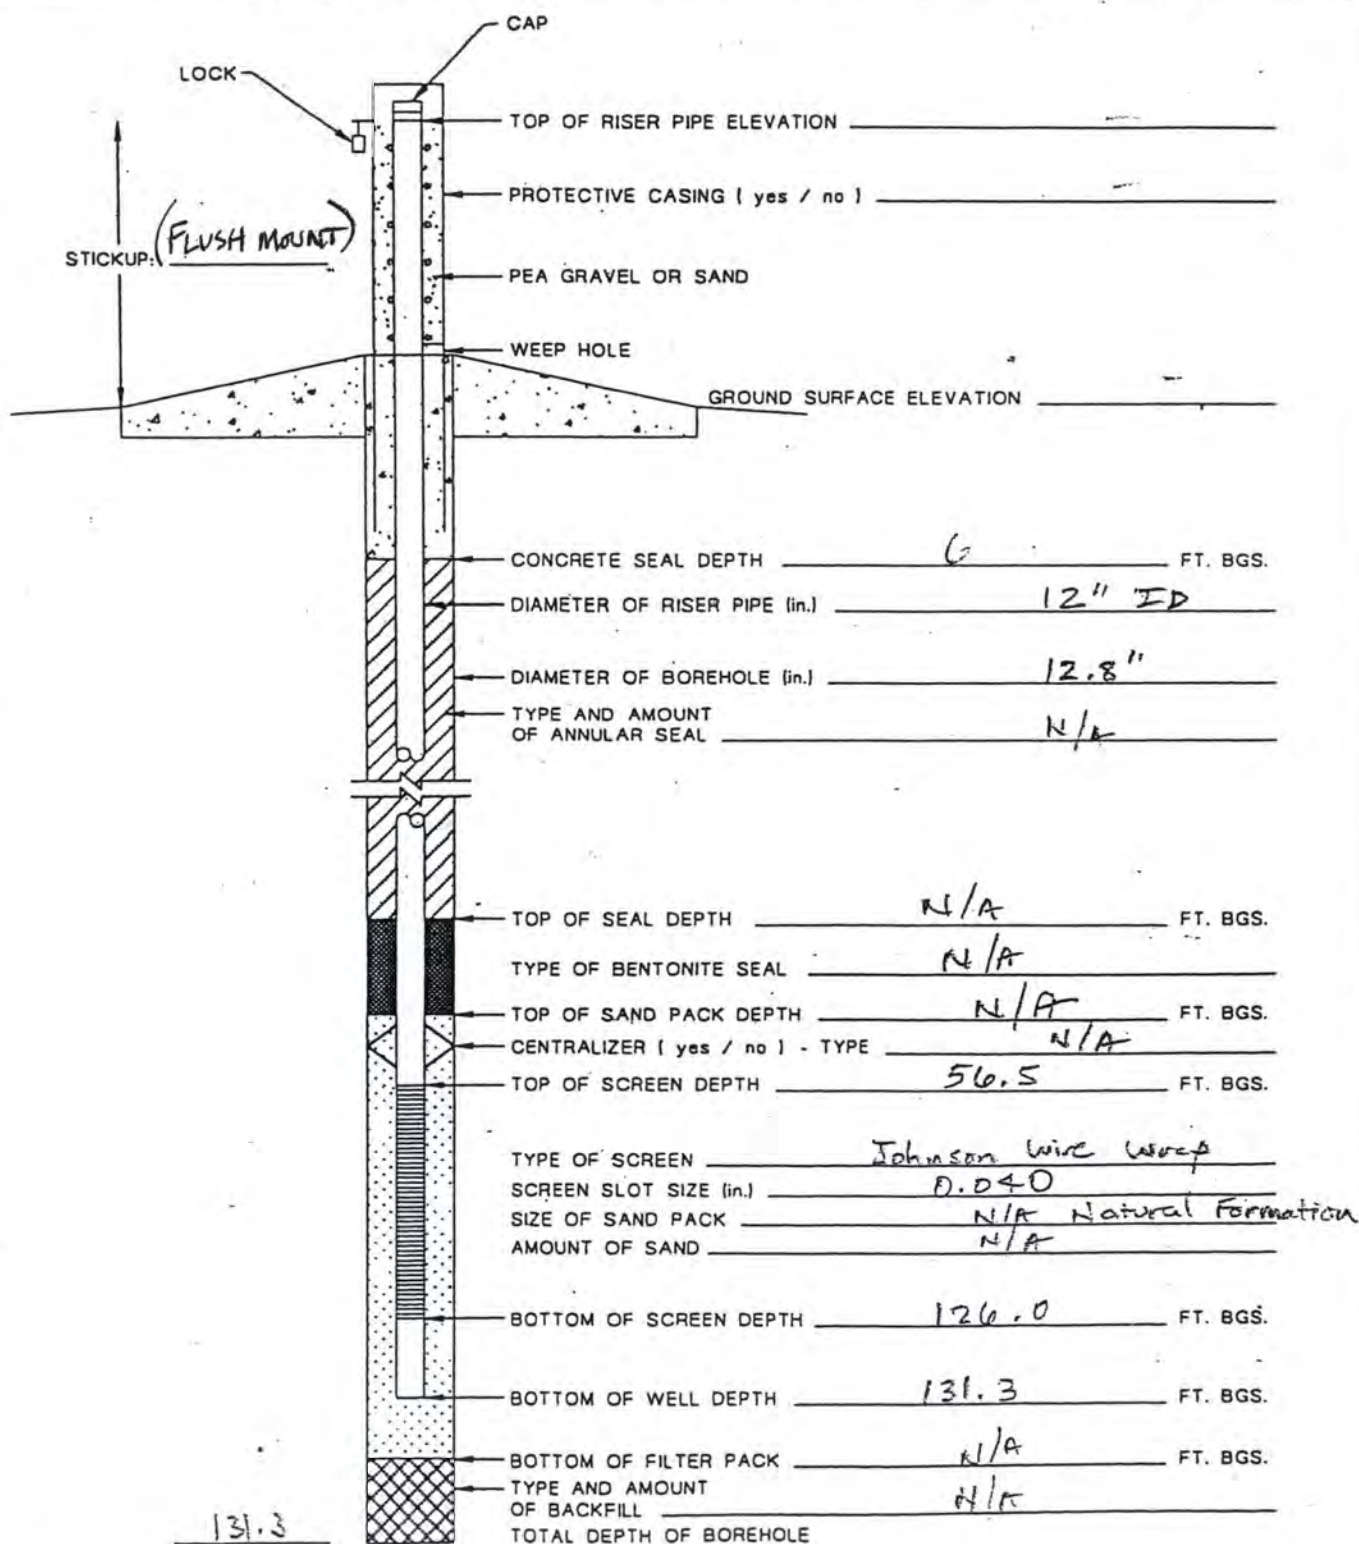 CAP
LOCK
TOP OF RISER PIPE ELEVATION —
PROTECTIVE CASING ( yes / no ) —
STICKUP: (FLUSH MOUNT)
PEA GRAVEL OR SAND
WEEP HOLE
GROUND SURFACE ELEVATION —
CONCRETE SEAL DEPTH 6 FT. BGS.
DIAMETER OF RISER PIPE (in.) 12" ID
DIAMETER OF BOREHOLE (in.) 12.8"
TYPE AND AMOUNT
OF ANNULAR SEAL N/A
TOP OF SEAL DEPTH N/A FT. BGS.
TYPE OF BENTONITE SEAL N/A
TOP OF SAND PACK DEPTH N/A FT. BGS.
CENTRALIZER ( yes / no ) - TYPE N/A
TOP OF SCREEN DEPTH 56.5 FT. BGS.
TYPE OF SCREEN Johnson Wire Wrap
SCREEN SLOT SIZE (in.) 0.040
SIZE OF SAND PACK N/A Natural Formation
AMOUNT OF SAND N/A
BOTTOM OF SCREEN DEPTH 126.0 FT. BGS.
BOTTOM OF WELL DEPTH 131.3 FT. BGS.
BOTTOM OF FILTER PACK N/A FT. BGS.
TYPE AND AMOUNT
OF BACKFILL N/A
131.3 TOTAL DEPTH OF BOREHOLE